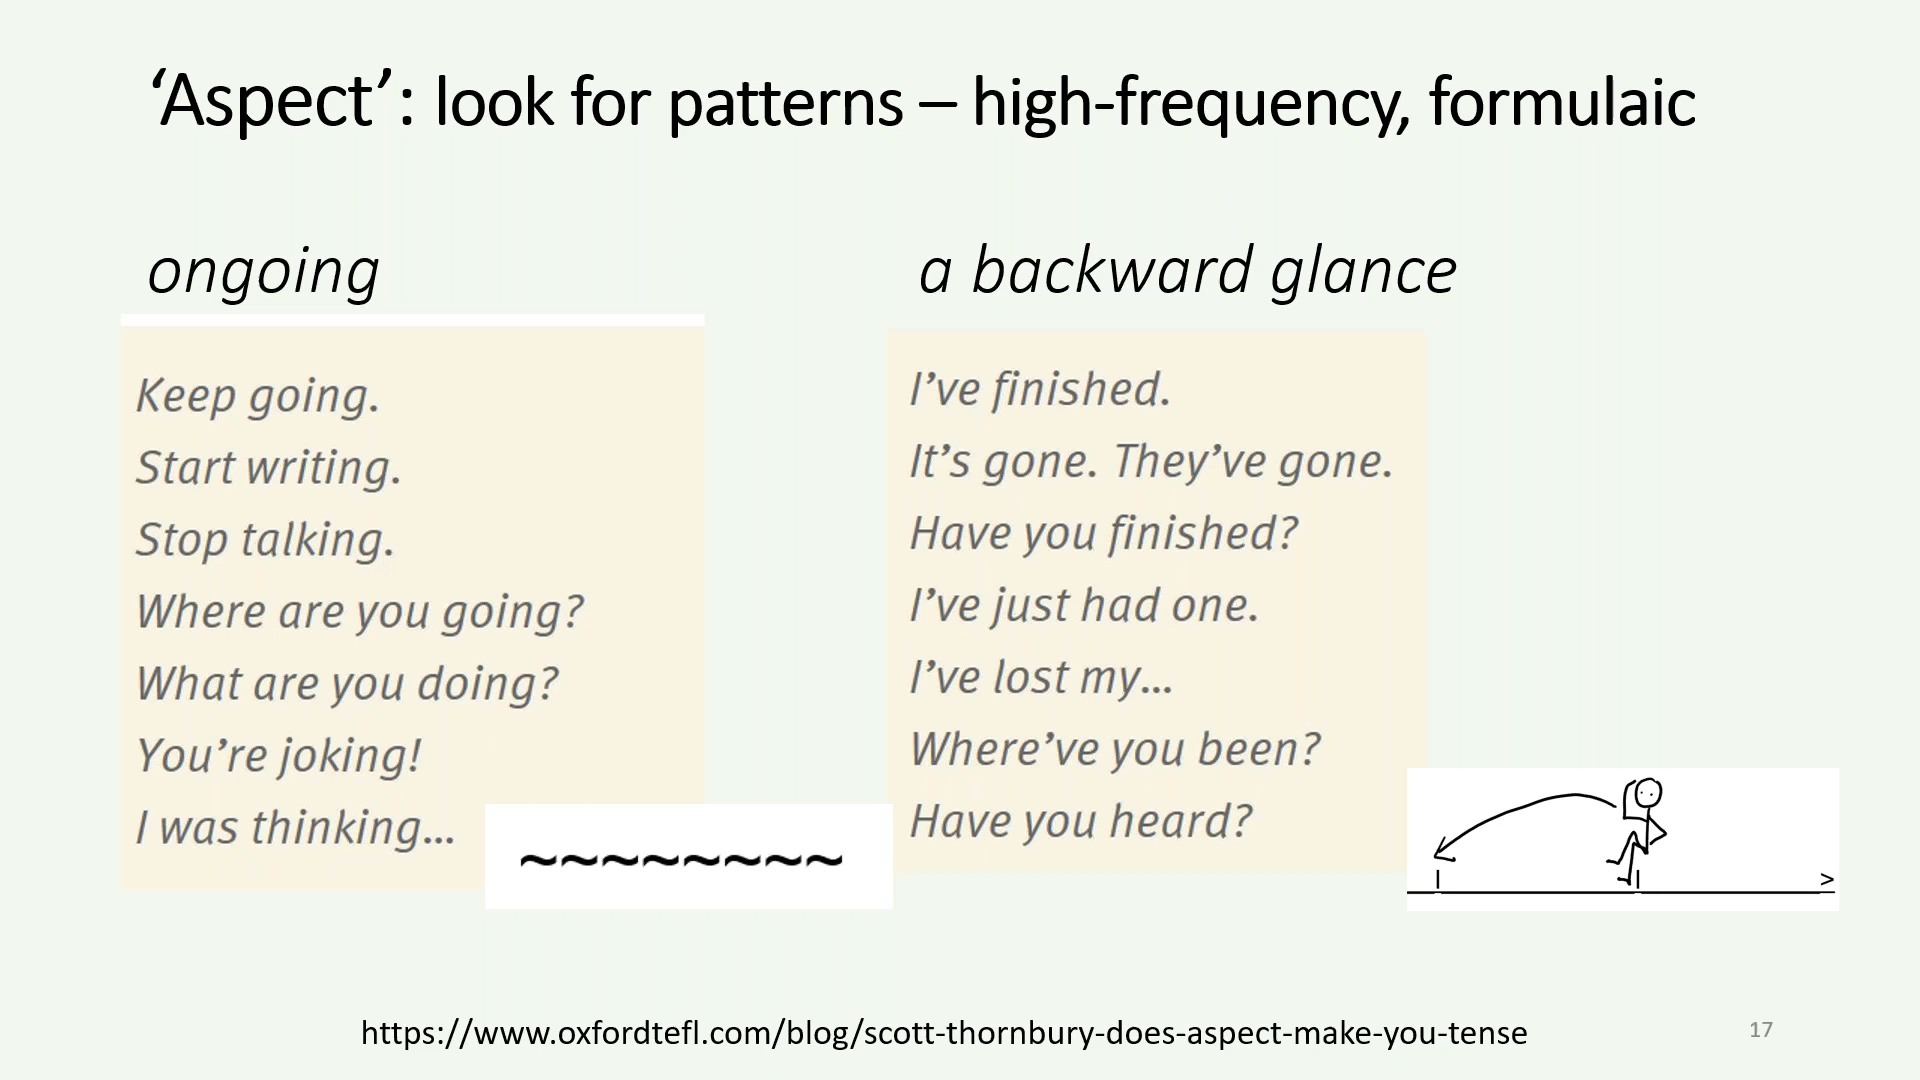 ‘Aspect’: look for patterns – high-frequency, formulaic
ongoing
Keep going.
Start writing.
Stop talking.
Where are you going?
What are you doing?
You’re joking!
I was thinking...
~~~~~~~~
a backward glance
I’ve finished.
It’s gone. They’ve gone.
Have you finished?
I’ve just had one.
I’ve lost my...
Where’ve you been?
Have you heard?
https://www.oxfordtefl.com/blog/scott-thornbury-does-aspect-make-you-tense
17